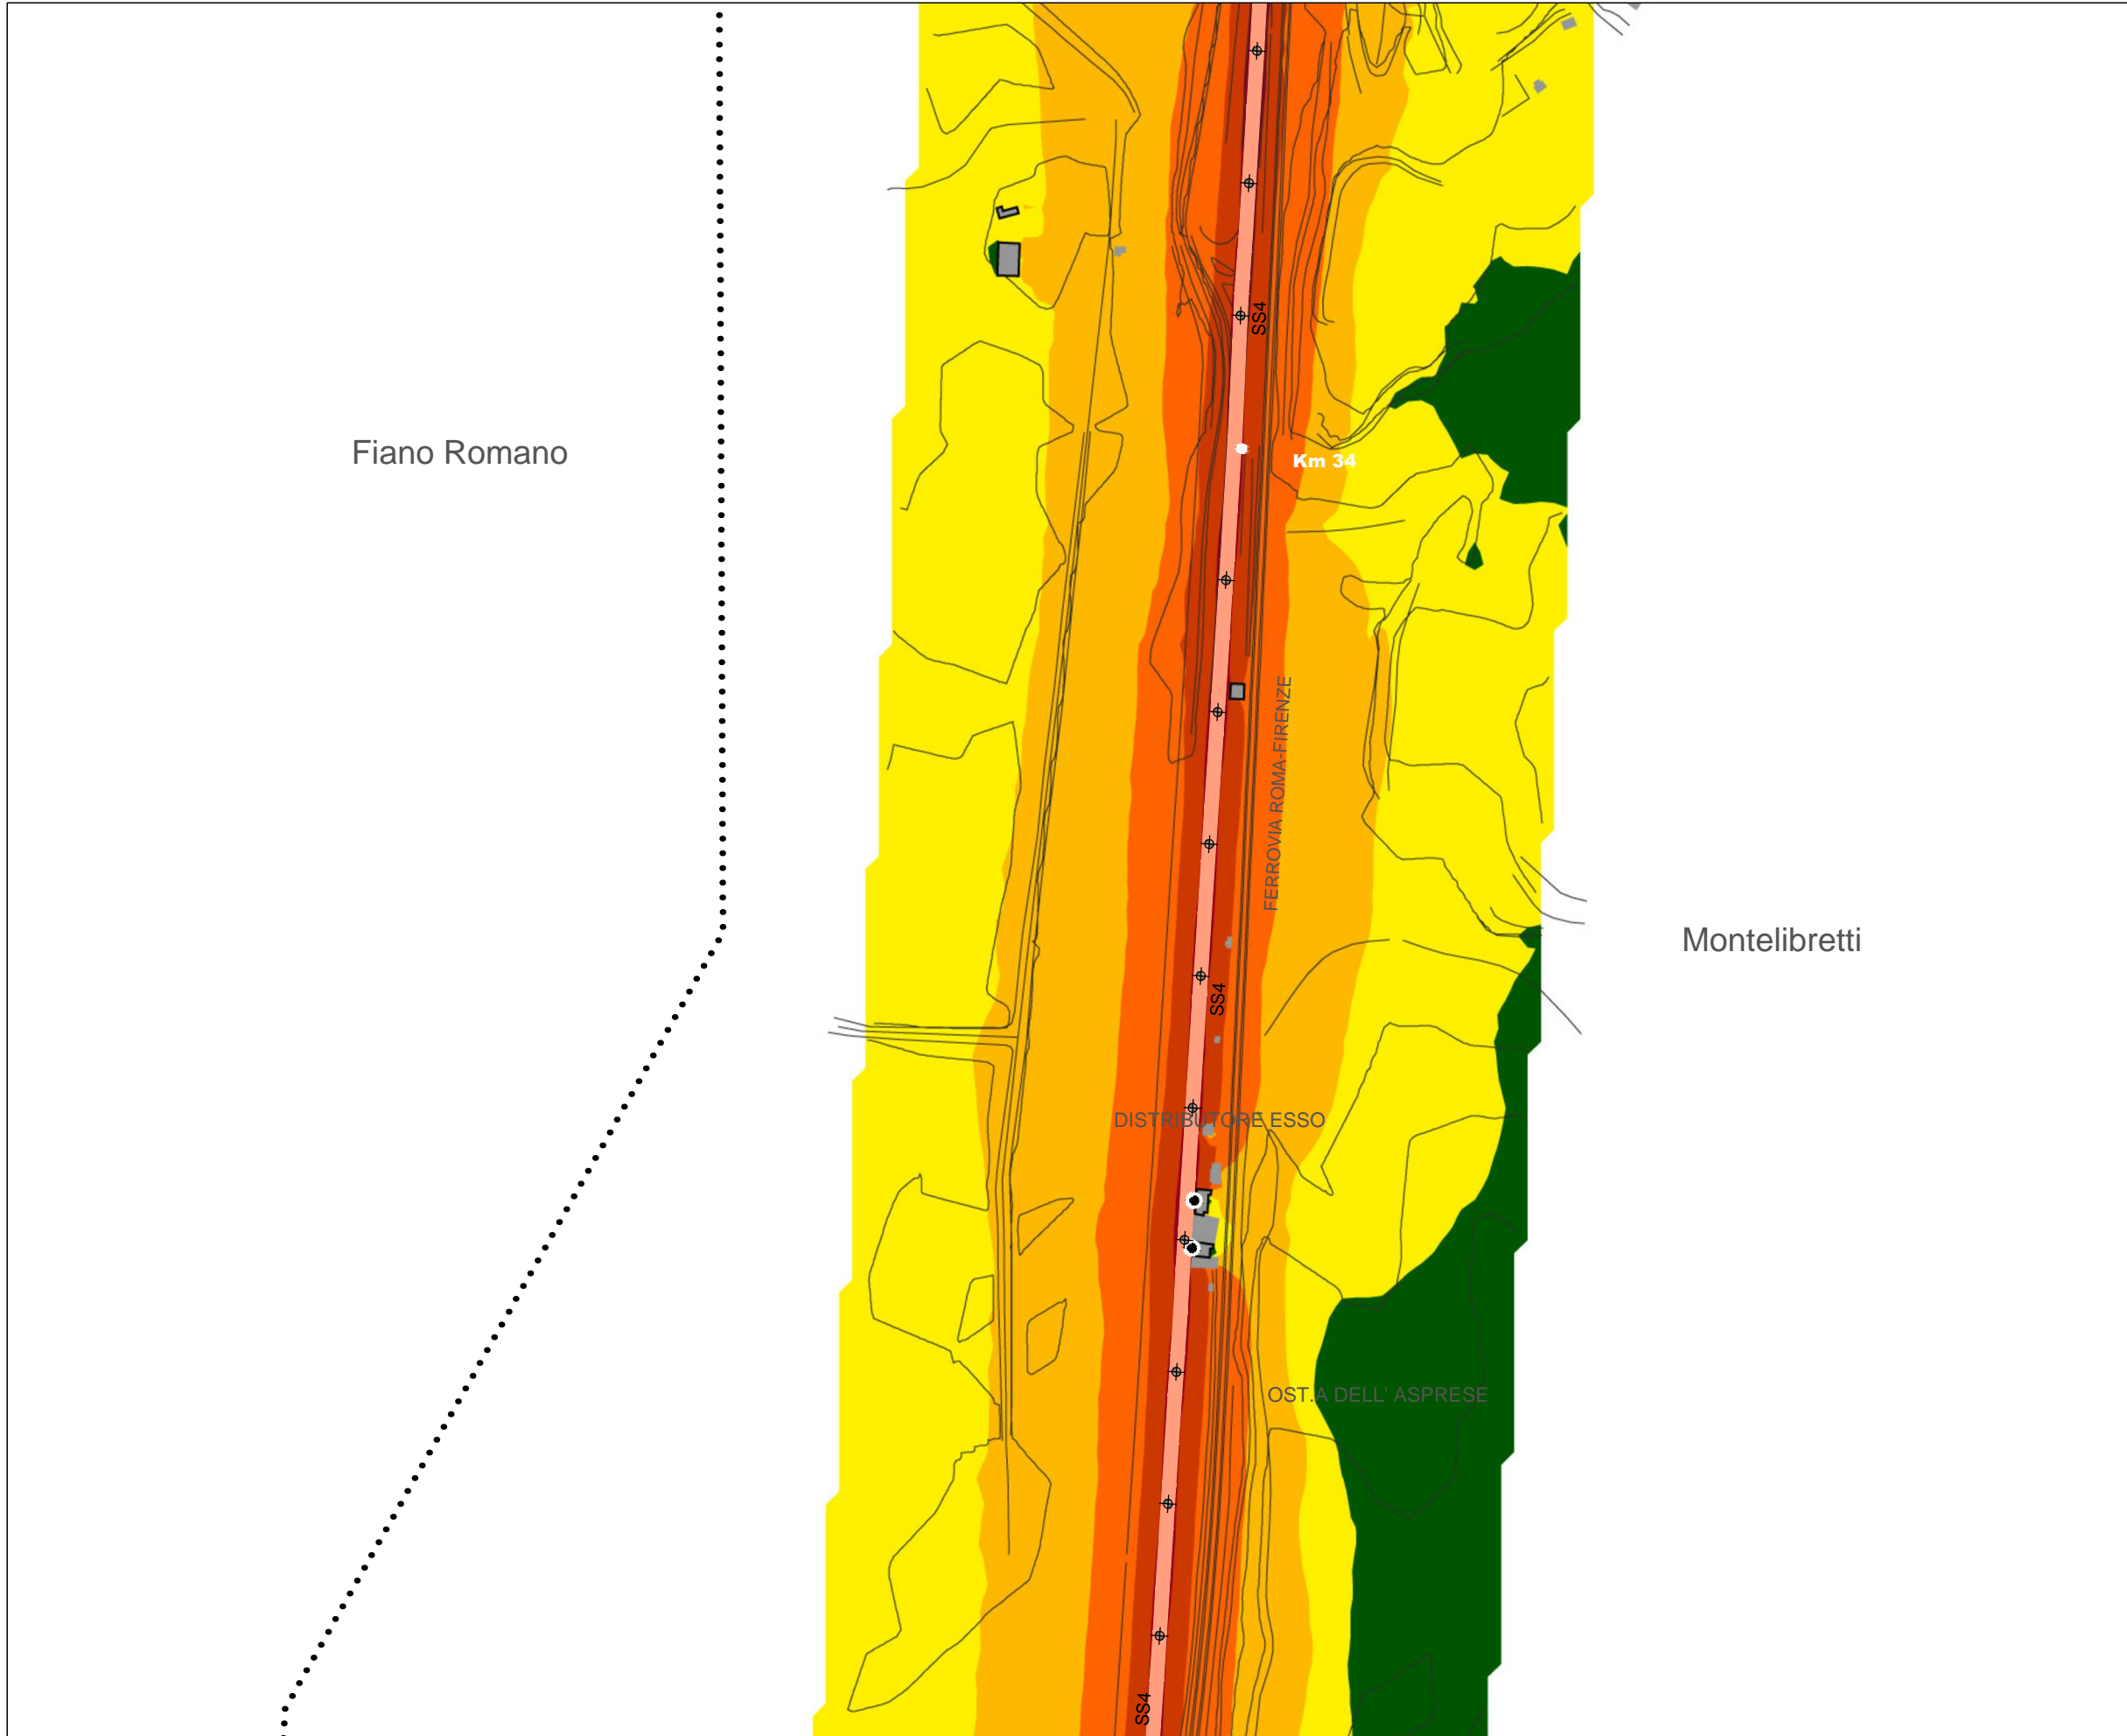 SS4
Fiano Romano
Km 34
FERROVIA ROMA-FIRENZE
Montelibretti
SS4
DISTRIBUTORE ESSO
OST.A DELL' ASPRESE
SS4